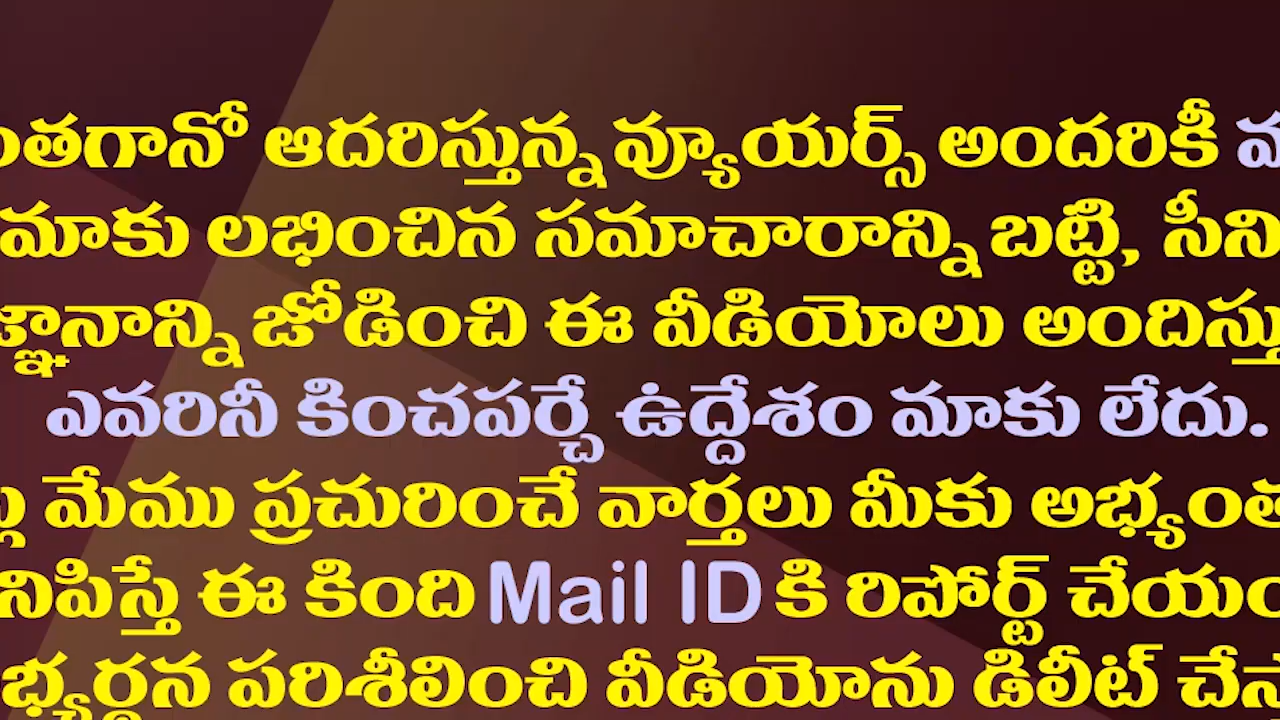 ంతగానో ఆదరిస్తున్న వ్యూయర్స్ అందరికీ
మాకు లభించిన సమాచారాన్ని బట్టి, సీని
జ్ఞానాన్ని జోడించి ఈ వీడియోలు అందిస్తు
ఎవరినీ కించపర్చే ఉద్దేశం మాకు లేదు.
మేము ప్రచురించే వార్తలు మీకు అభ్యంత
నిపిస్తే ఈ కింది Mail ID కి రిపోర్ట్ చేయం
భ్యర్థన పరిశీలించి వీడియోను డిలీట్ చేస